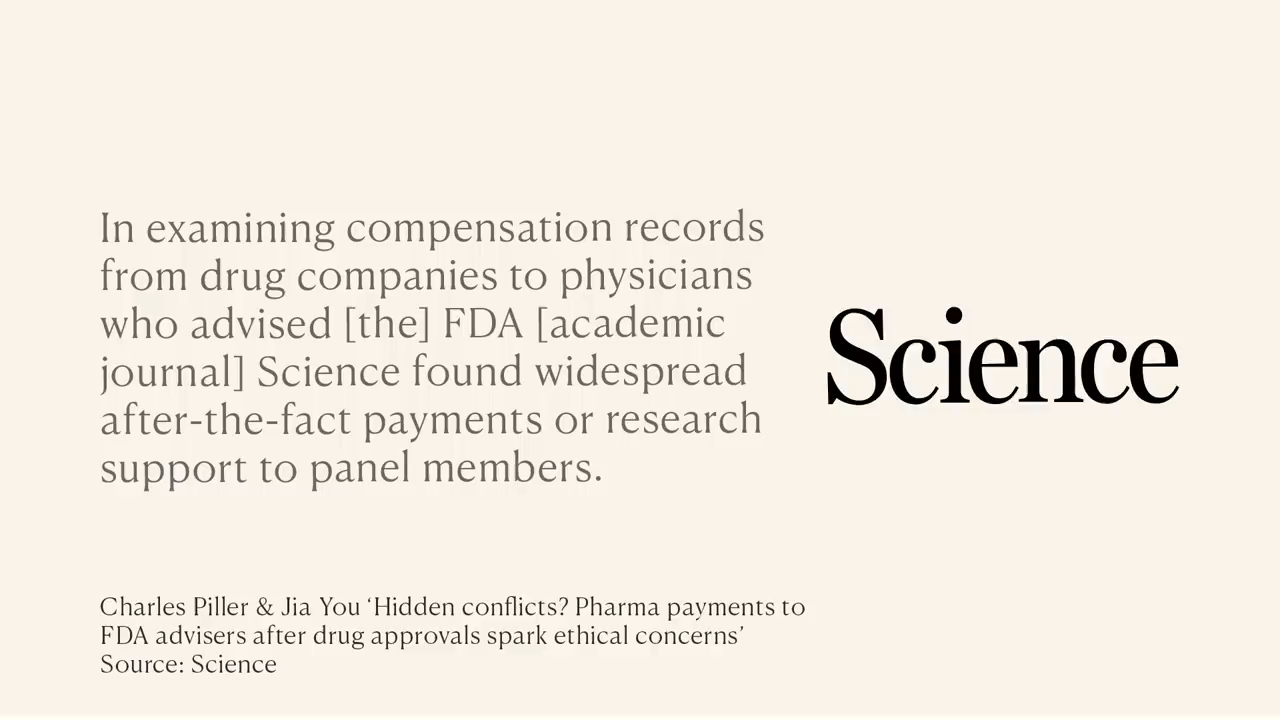 In examining compensation records
from drug companies to physicians
who advised [the] FDA [academic
journal] Science found widespread
after-the-fact payments or research
support to panel members.
Science
Charles Piller & Jia You ‘Hidden conflicts? Pharma payments to
FDA advisers after drug approvals spark ethical concerns’
Source: Science